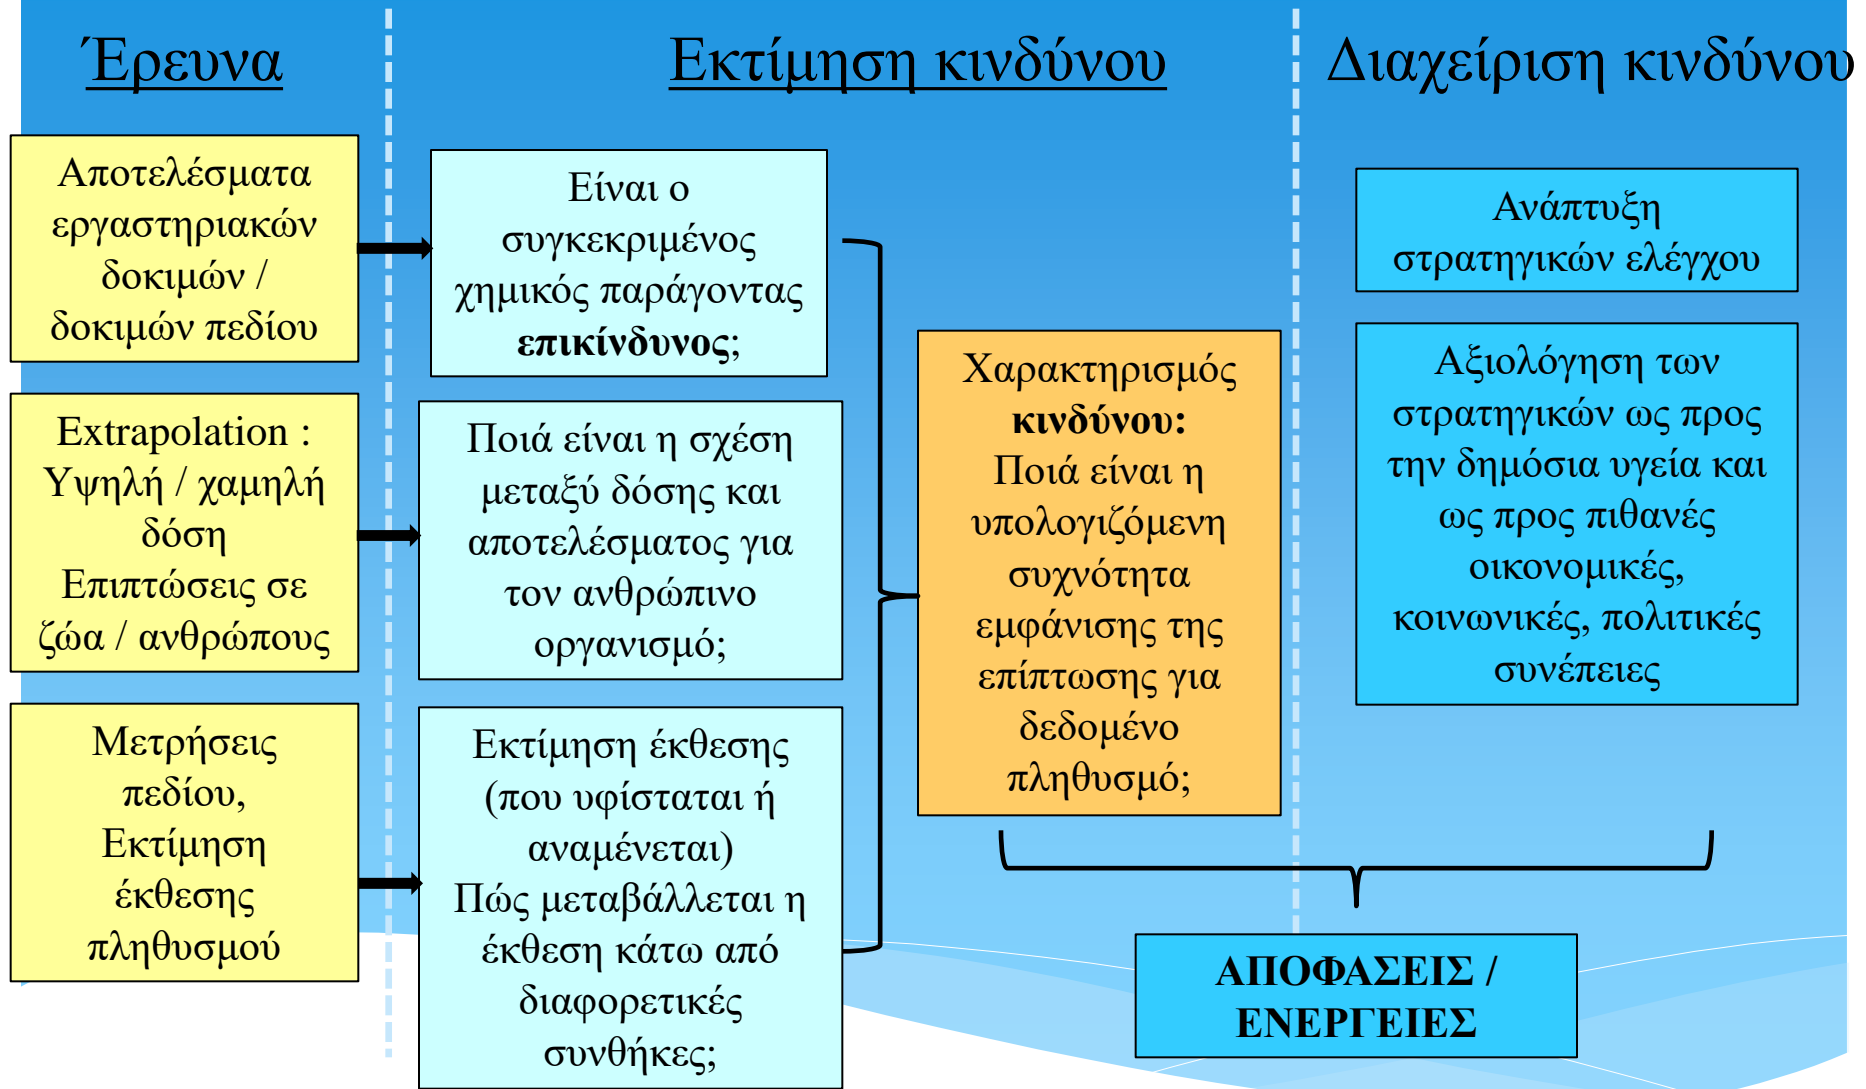 Έρευνα
Εκτίμηση κινδύνου
Διαχείριση κινδύνου
Αποτελέσματα
εργαστηριακών
δοκιμών /
δοκιμών πεδίου
Extrapolation :
Υψηλή / χαμηλή
δόση
Επιπτώσεις σε
ζώα / ανθρώπους
Μετρήσεις
πεδίου,
Εκτίμηση
έκθεσης
πληθυσμού
Είναι ο
συγκεκριμένος
χημικός παράγοντας
επικίνδυνος;
Ποιά είναι η σχέση
μεταξύ δόσης και
αποτελέσματος για
τον ανθρώπινο
οργανισμό;
Εκτίμηση έκθεσης
(που υφίσταται ή
αναμένεται)
Πώς μεταβάλλεται η
έκθεση κάτω από
διαφορετικές
συνθήκες;
Χαρακτηρισμός
κινδύνου:
Ποιά είναι η
υπολογιζόμενη
συχνότητα
εμφάνισης της
επίπτωσης για
δεδομένο
πληθυσμό;
Ανάπτυξη
στρατηγικών ελέγχου
Αξιολόγηση των
στρατηγικών ως προς
την δημόσια υγεία και
ως προς πιθανές
οικονομικές,
κοινωνικές, πολιτικές
συνέπειες
ΑΠΟΦΑΣΕΙΣ /
ΕΝΕΡΓΕΙΕΣ